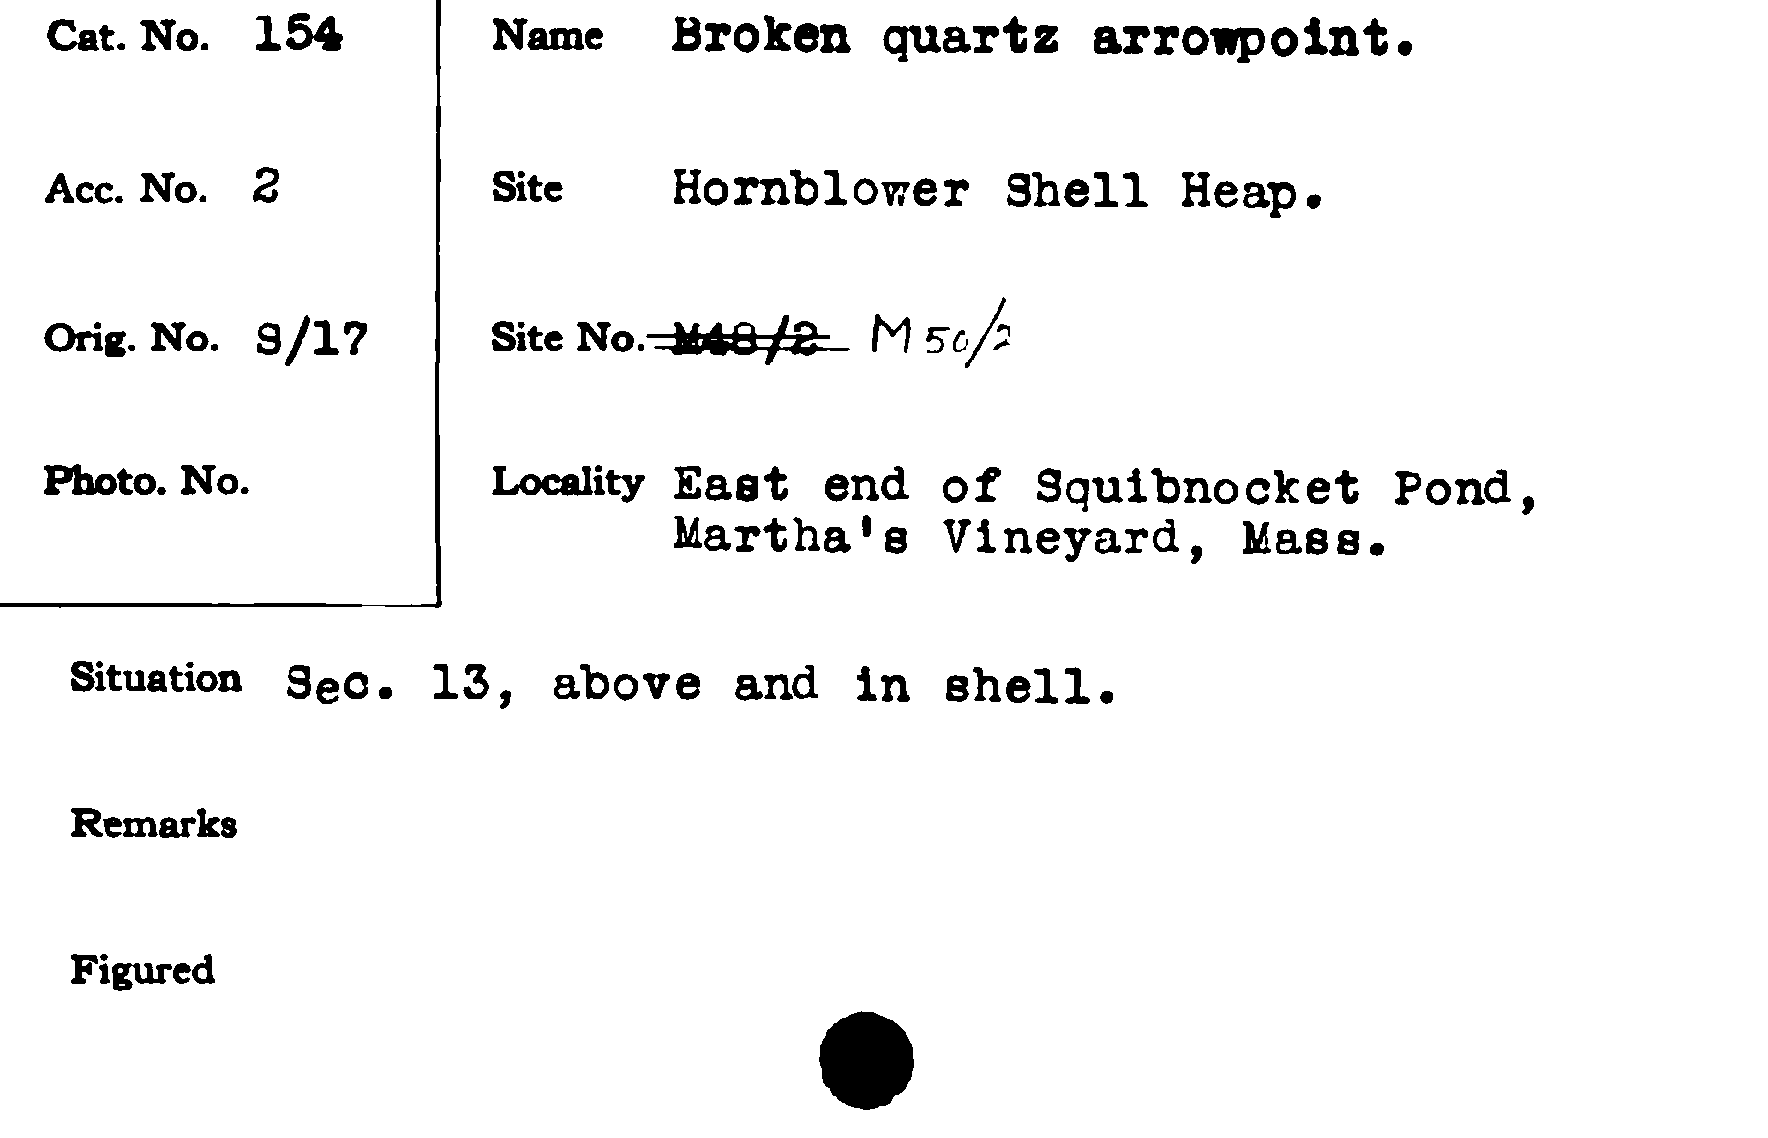 Cat. No. 154
Name Broken quartz arrowpoint.
Acc. No. 2
Site Hornblower Shell Heap.
Orig. No. S/17
Site No. M48/2 M50/2
Photo. No.
Locality East end of Squibnocket Pond,
Martha's Vineyard, Mass.
Situation Sec. 13, above and in shell.
Remarks
Figured